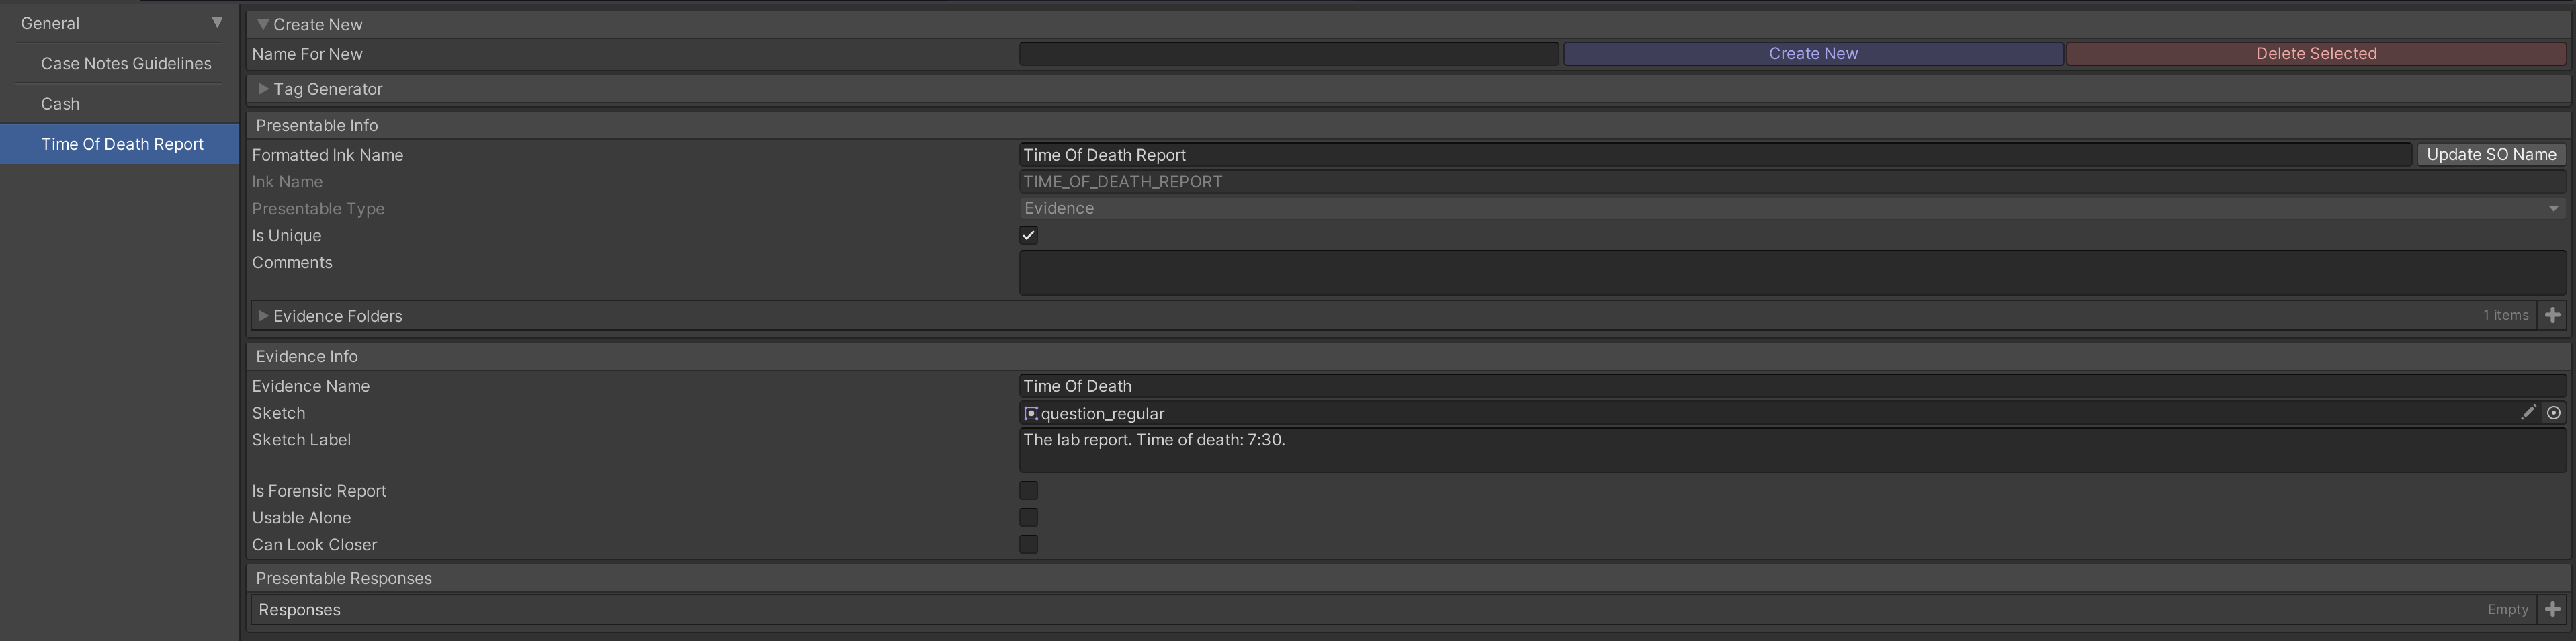 General
Case Notes Guidelines
Cash
Time Of Death Report
Create New
Name For New
Create New
Delete Selected
Tag Generator
Presentable Info
Formatted Ink Name
Time Of Death Report
Update SO Name
Ink Name
TIME_OF_DEATH_REPORT
Presentable Type
Evidence
Is Unique
Comments
Evidence Folders
1 items
Evidence Info
Evidence Name
Time Of Death
Sketch
question_regular
Sketch Label
The lab report. Time of death: 7:30.
Is Forensic Report
Usable Alone
Can Look Closer
Presentable Responses
Responses
Empty